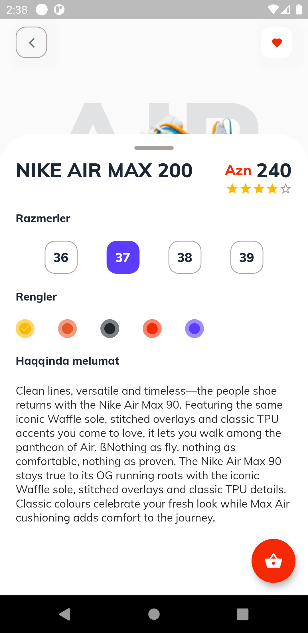 2:38
AIR
NIKE AIR MAX 200
Azn 240
Razmerler
36 37 38 39
Rengler
Haqqinda melumat
Clean lines, versatile and timeless—the people shoe
returns with the Nike Air Max 90. Featuring the same
iconic Waffle sole, stitched overlays and classic TPU
accents you come to love, it lets you walk among the
pantheon of Air. ßNothing as fly, nothing as
comfortable, nothing as proven. The Nike Air Max 90
stays true to its OG running roots with the iconic
Waffle sole, stitched overlays and classic TPU details.
Classic colours celebrate your fresh look while Max Air
cushioning adds comfort to the journey.